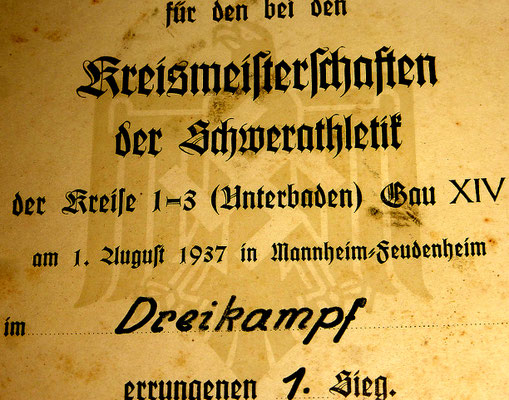 für den bei den
Kreismeiſterſchaften
der Schwerathletik
der Kreiſe 1-3 (Unterbaden) Gau XIV
am 1. Auguſt 1937 in Mannheim-Feudenheim
im Dreikampf
errungenen 1. Sieg.